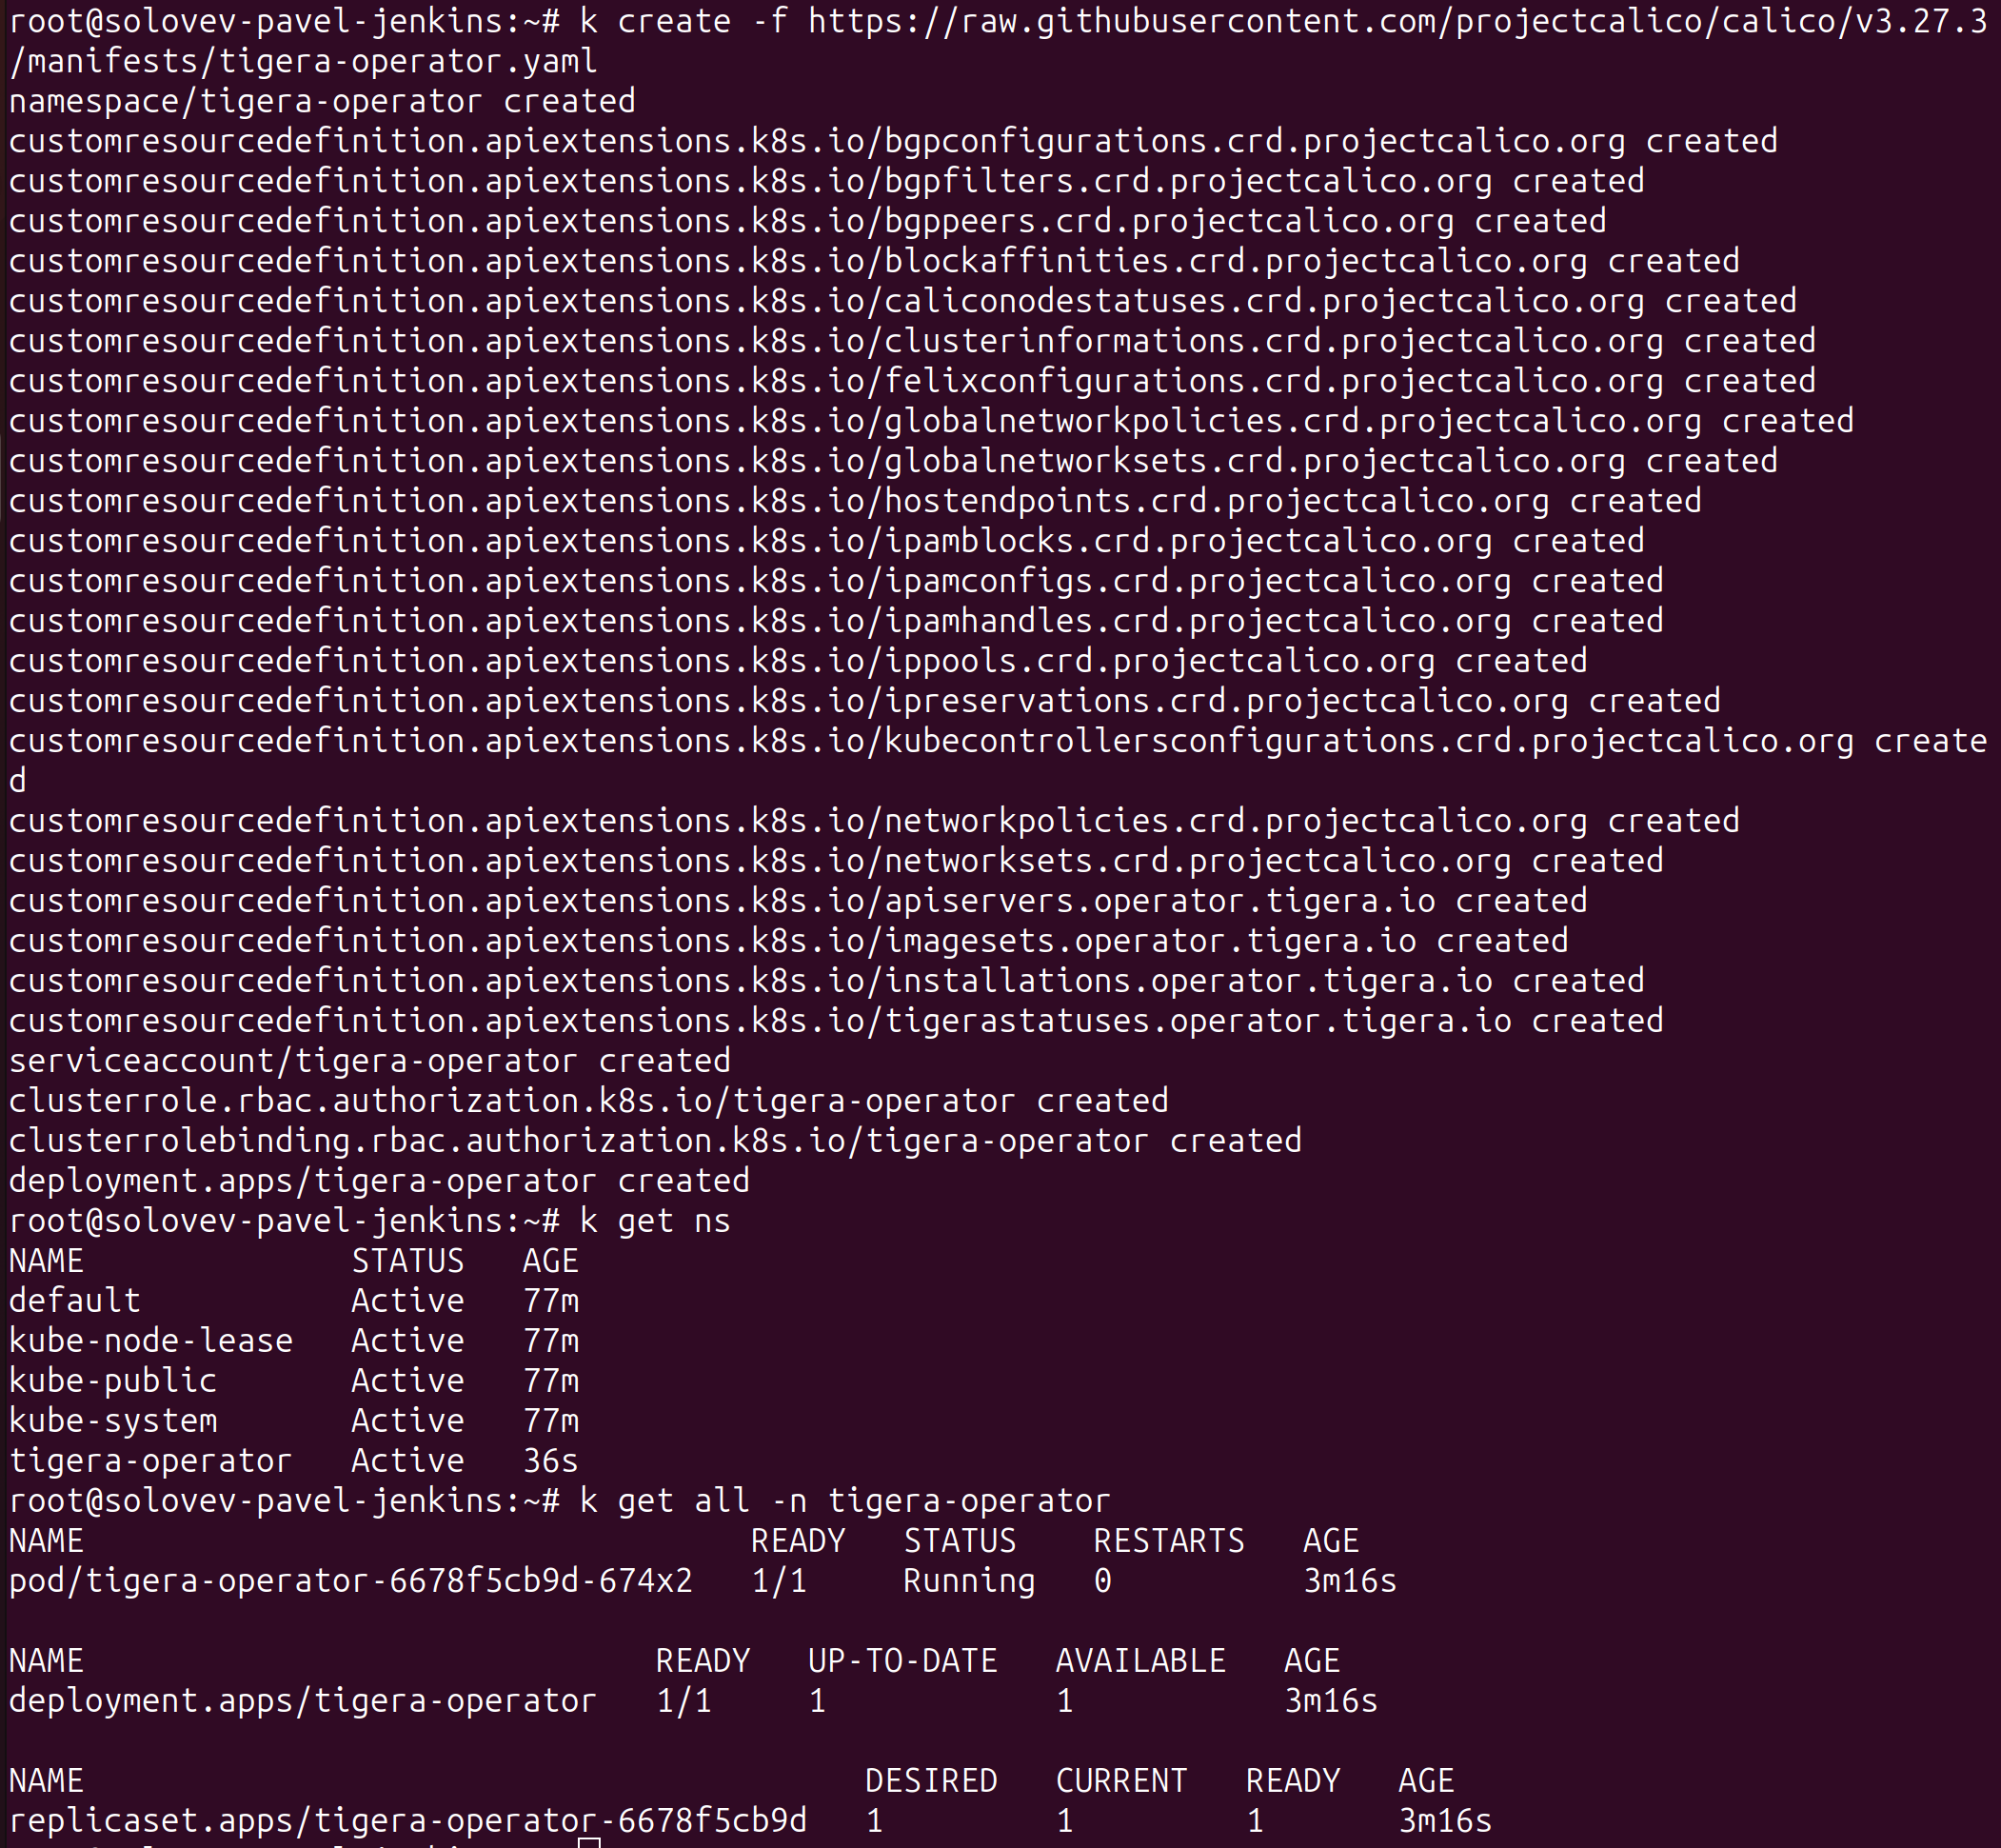 root@solovev-pavel-jenkins:~# k create -f https://raw.githubusercontent.com/projectcalico/calico/v3.27.3
/manifests/tigera-operator.yaml
namespace/tigera-operator created
customresourcedefinition.apiextensions.k8s.io/bgpconfigurations.crd.projectcalico.org created
customresourcedefinition.apiextensions.k8s.io/bgpfilters.crd.projectcalico.org created
customresourcedefinition.apiextensions.k8s.io/bgppeers.crd.projectcalico.org created
customresourcedefinition.apiextensions.k8s.io/blockaffinities.crd.projectcalico.org created
customresourcedefinition.apiextensions.k8s.io/caliconodestatuses.crd.projectcalico.org created
customresourcedefinition.apiextensions.k8s.io/clusterinformations.crd.projectcalico.org created
customresourcedefinition.apiextensions.k8s.io/felixconfigurations.crd.projectcalico.org created
customresourcedefinition.apiextensions.k8s.io/globalnetworkpolicies.crd.projectcalico.org created
customresourcedefinition.apiextensions.k8s.io/globalnetworksets.crd.projectcalico.org created
customresourcedefinition.apiextensions.k8s.io/hostendpoints.crd.projectcalico.org created
customresourcedefinition.apiextensions.k8s.io/ipamblocks.crd.projectcalico.org created
customresourcedefinition.apiextensions.k8s.io/ipamconfigs.crd.projectcalico.org created
customresourcedefinition.apiextensions.k8s.io/ipamhandles.crd.projectcalico.org created
customresourcedefinition.apiextensions.k8s.io/ippools.crd.projectcalico.org created
customresourcedefinition.apiextensions.k8s.io/ipreservations.crd.projectcalico.org created
customresourcedefinition.apiextensions.k8s.io/kubecontrollersconfigurations.crd.projectcalico.org create
d
customresourcedefinition.apiextensions.k8s.io/networkpolicies.crd.projectcalico.org created
customresourcedefinition.apiextensions.k8s.io/networksets.crd.projectcalico.org created
customresourcedefinition.apiextensions.k8s.io/apiservers.operator.tigera.io created
customresourcedefinition.apiextensions.k8s.io/imagesets.operator.tigera.io created
customresourcedefinition.apiextensions.k8s.io/installations.operator.tigera.io created
customresourcedefinition.apiextensions.k8s.io/tigerastatuses.operator.tigera.io created
serviceaccount/tigera-operator created
clusterrole.rbac.authorization.k8s.io/tigera-operator created
clusterrolebinding.rbac.authorization.k8s.io/tigera-operator created
deployment.apps/tigera-operator created
root@solovev-pavel-jenkins:~# k get ns
NAME              STATUS   AGE
default           Active   77m
kube-node-lease   Active   77m
kube-public       Active   77m
kube-system       Active   77m
tigera-operator   Active   36s
root@solovev-pavel-jenkins:~# k get all -n tigera-operator
NAME                                   READY   STATUS    RESTARTS   AGE
pod/tigera-operator-6678f5cb9d-674x2   1/1     Running   0          3m16s

NAME                              READY   UP-TO-DATE   AVAILABLE   AGE
deployment.apps/tigera-operator   1/1     1            1           3m16s

NAME                                         DESIRED   CURRENT   READY   AGE
replicaset.apps/tigera-operator-6678f5cb9d   1         1         1       3m16s